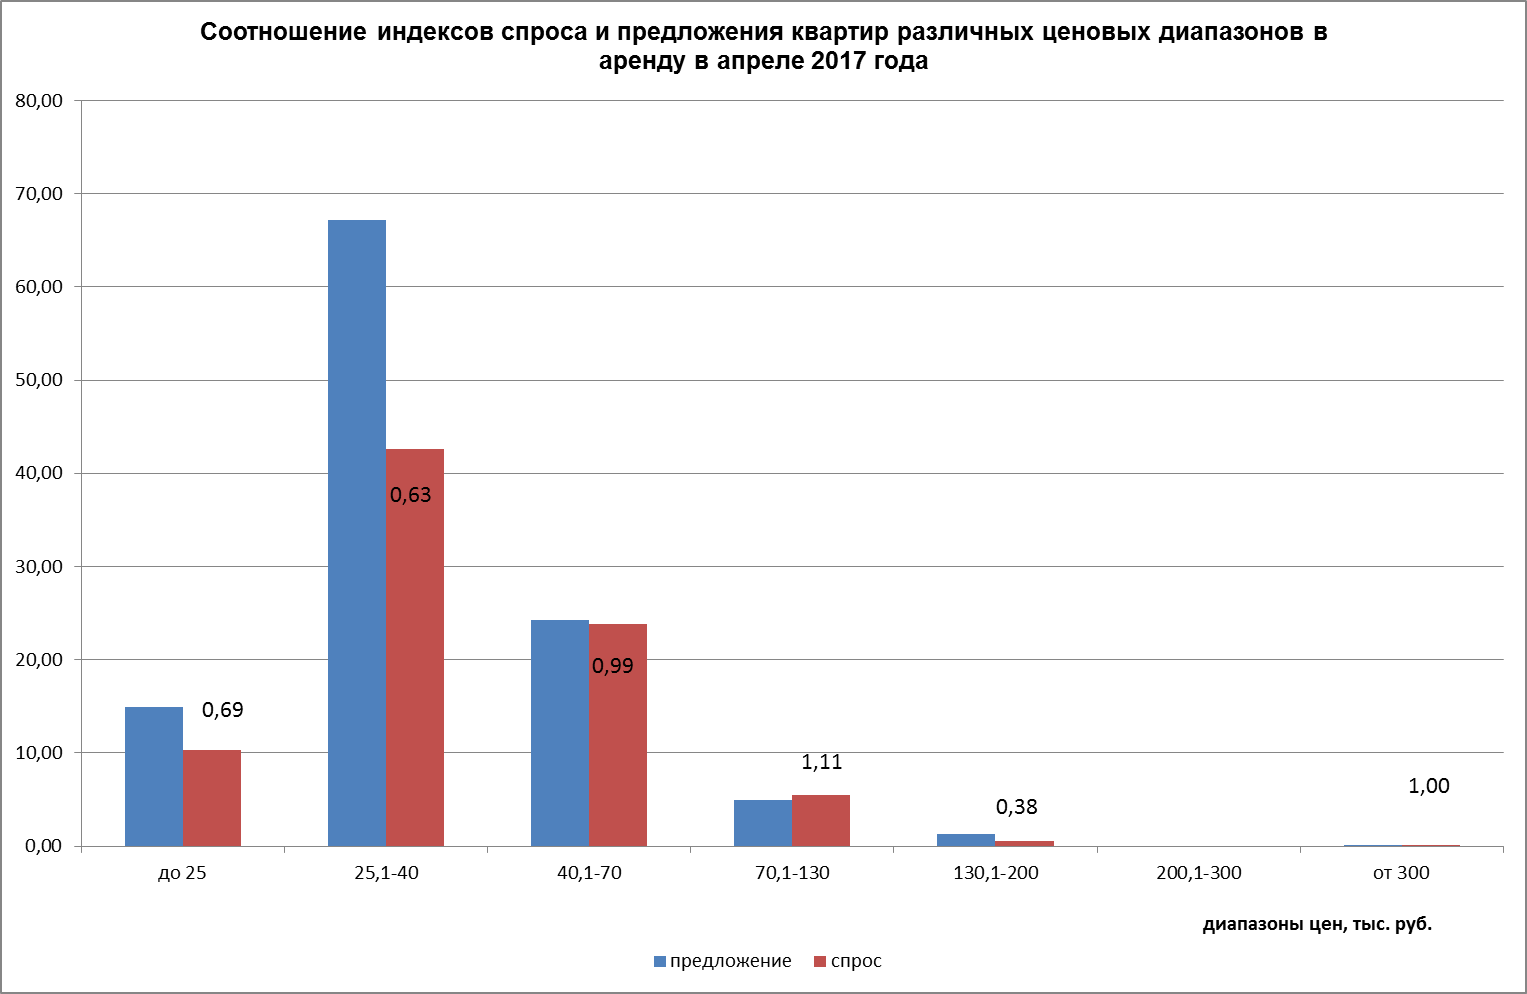 Соотношение индексов спроса и предложения квартир различных ценовых диапазонов в
аренду в апреле 2017 года
80,00
70,00
60,00
50,00
40,00
30,00
20,00
10,00
0,00
0,69
0,63
0,99
1,11
0,38
1,00
до 25
25,1-40
40,1-70
70,1-130
130,1-200
200,1-300
от 300
диапазоны цен, тыс. руб.
предложение
спрос